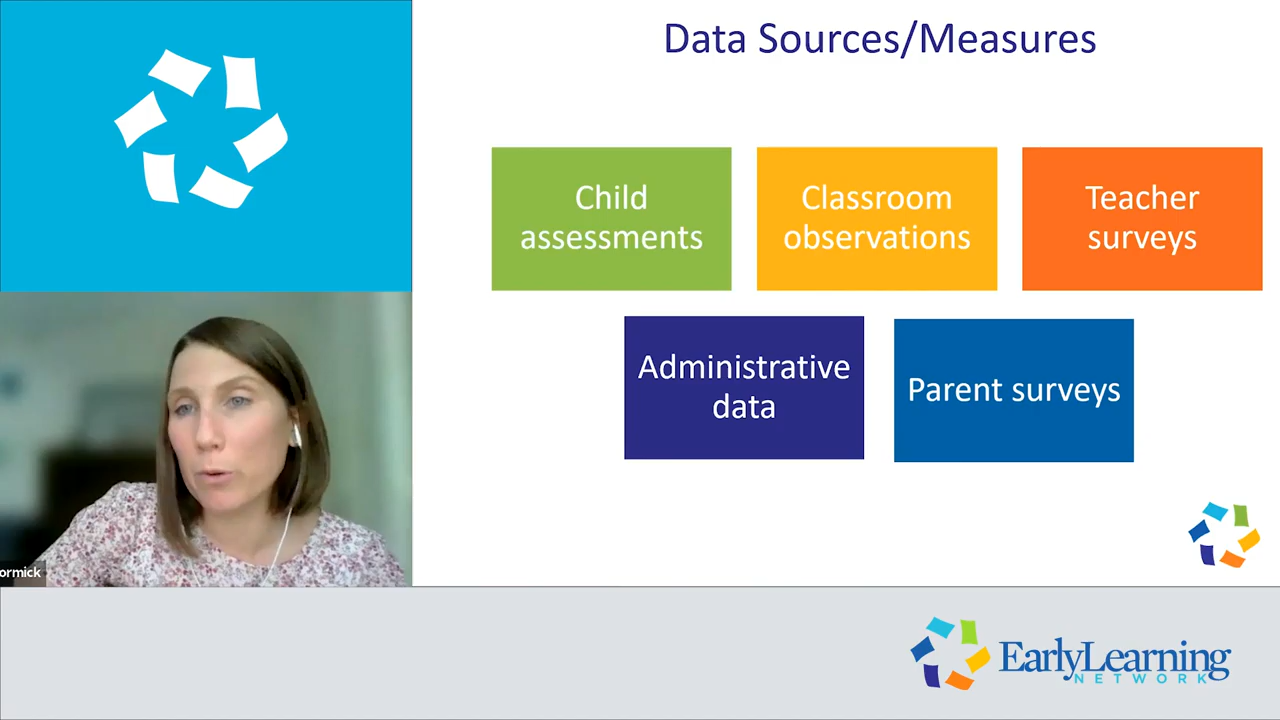 Data Sources/Measures
Child
assessments
Classroom
observations
Teacher
surveys
Administrative
data
Parent surveys
ormick
EarlyLearning
NETWORK